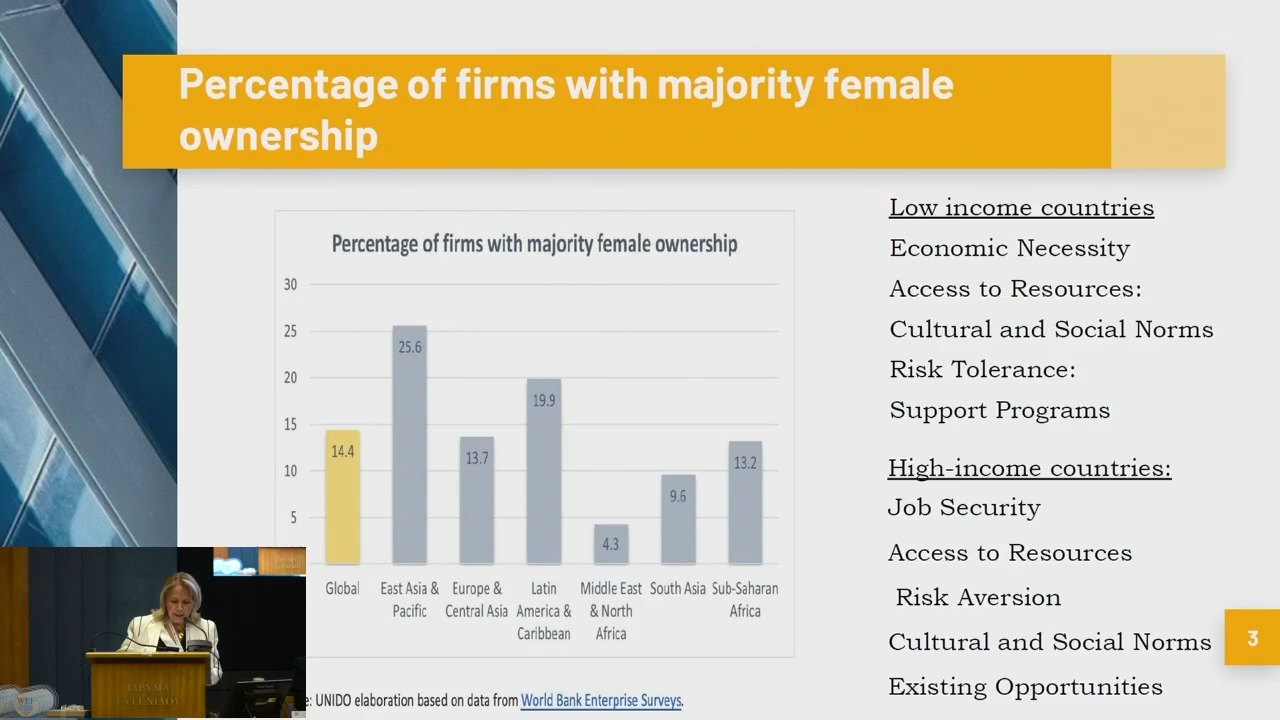 Percentage of firms with majority female
ownership
Percentage of firms with majority female ownership
30
25
20
15
10
5
14.4
25.6
13.7
19.9
4.3
9.6
13.2
Global
East Asia &
Pacific
Europe &
Central Asia
Latin
America &
Caribbean
Middle East
& North
Africa
South Asia
Sub-Saharan
Africa
UNIDO elaboration based on data from World Bank Enterprise Surveys.
Low income countries
Economic Necessity
Access to Resources:
Cultural and Social Norms
Risk Tolerance:
Support Programs
High-income countries:
Job Security
Access to Resources
Risk Aversion
Cultural and Social Norms
Existing Opportunities
3
ΙΔΡΥΜΑ
ΕΥΓΕΝΙΔΟΥ